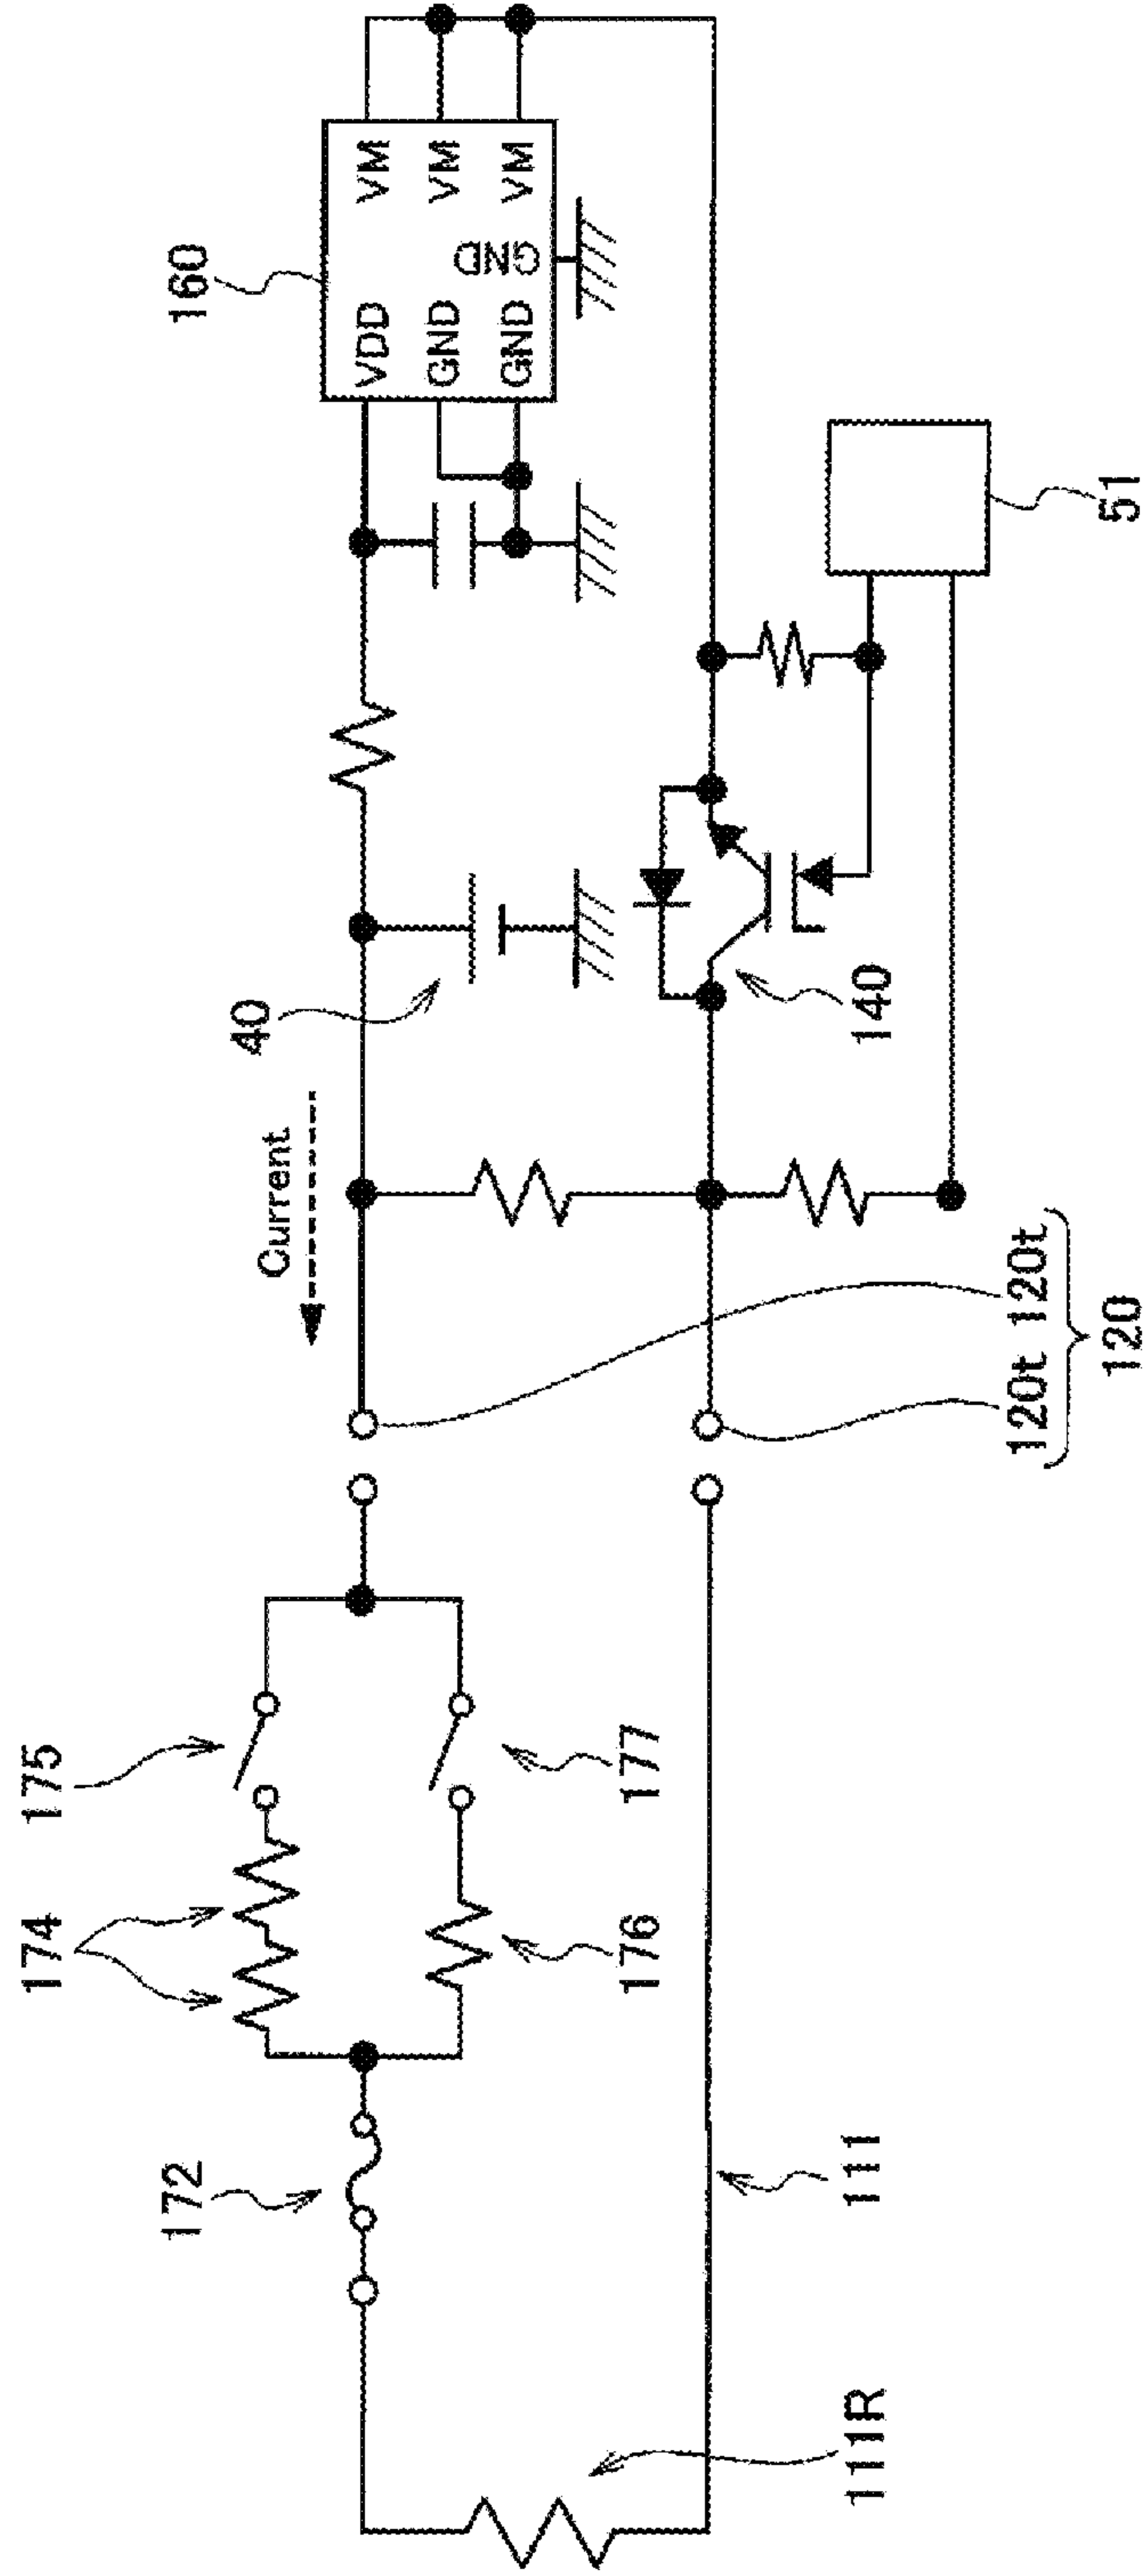 175
177
174
176
172
111
111R
Current
40
140
120t 120t
120
160
VDD
GND
GND
GND
VM
VM
VM
51